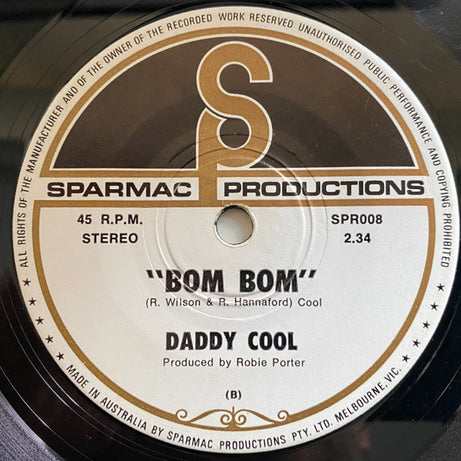 ALL RIGHTS OF THE MANUFACTURER AND OF THE OWNER OF THE RECORDED WORK RESERVED UNAUTHORISED PUBLIC PERFORMANCE AND COPYING PROHIBITED
SPARMAC PRODUCTIONS
45 R.P.M. SPR008
STEREO 2.34
"BOM BOM"
(R. Wilson & R. Hannaford) Cool
DADDY COOL
Produced by Robie Porter
(B)
MADE IN AUSTRALIA BY SPARMAC PRODUCTIONS PTY. LTD. MELBOURNE, VIC.